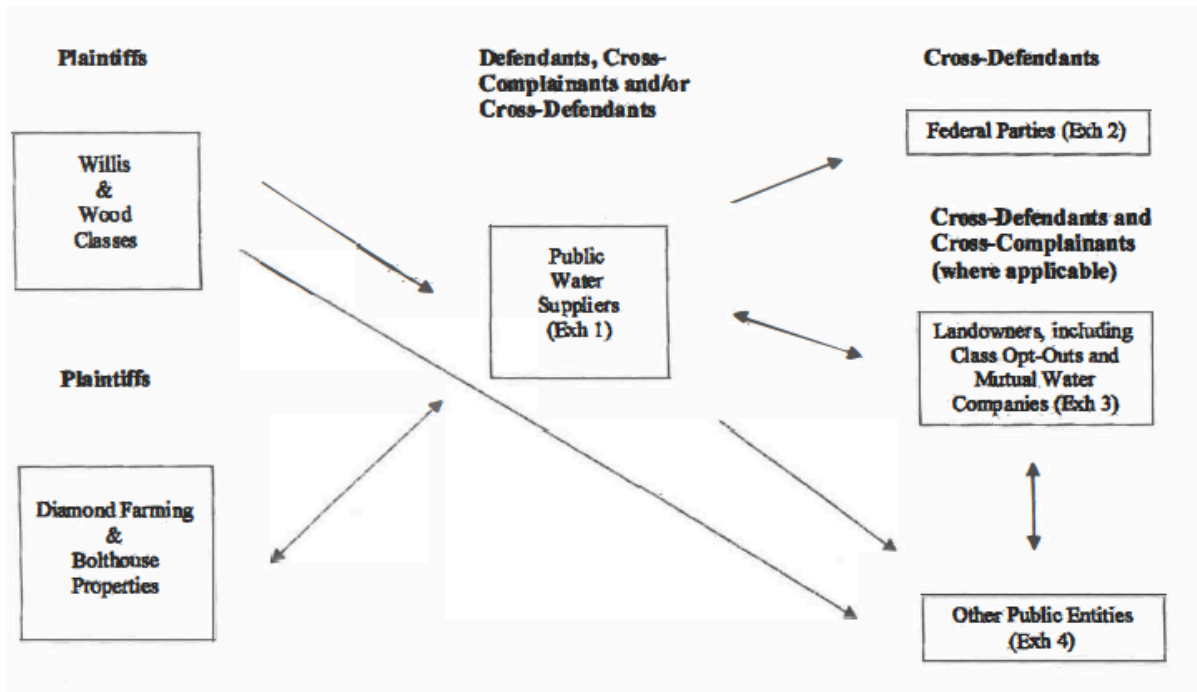 Plaintiffs
Willis
&
Wood
Classes
Plaintiffs
Diamond Farming
&
Bolthouse
Properties
Defendants, Cross-
Complainants and/or
Cross-Defendants
Public
Water
Suppliers
(Exh 1)
Cross-Defendants
Federal Parties (Exh 2)
Cross-Defendants and
Cross-Complainants
(where applicable)
Landowners, including
Class Opt-Outs and
Mutual Water
Companies (Exh 3)
Other Public Entities
(Exh 4)